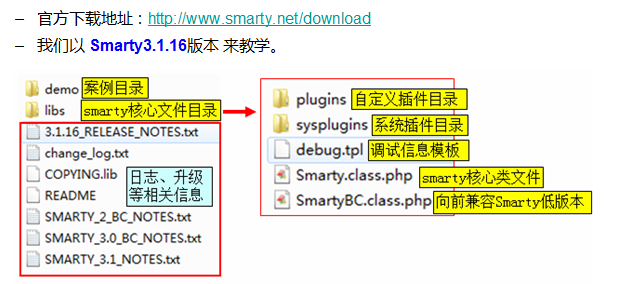 – 官方下载地址：http://www.smarty.net/download
– 我们以 Smarty3.1.16版本 来教学。
demo 案例目录
libs smarty核心文件目录
3.1.16_RELEASE_NOTES.txt
change_log.txt
COPYING.lib
README
日志、升级
等相关信息
SMARTY_2_BC_NOTES.txt
SMARTY_3.0_BC_NOTES.txt
SMARTY_3.1_NOTES.txt
plugins 自定义插件目录
sysplugins 系统插件目录
debug.tpl 调试信息模板
Smarty.class.php smarty核心类文件
SmartyBC.class.php 向前兼容Smarty低版本